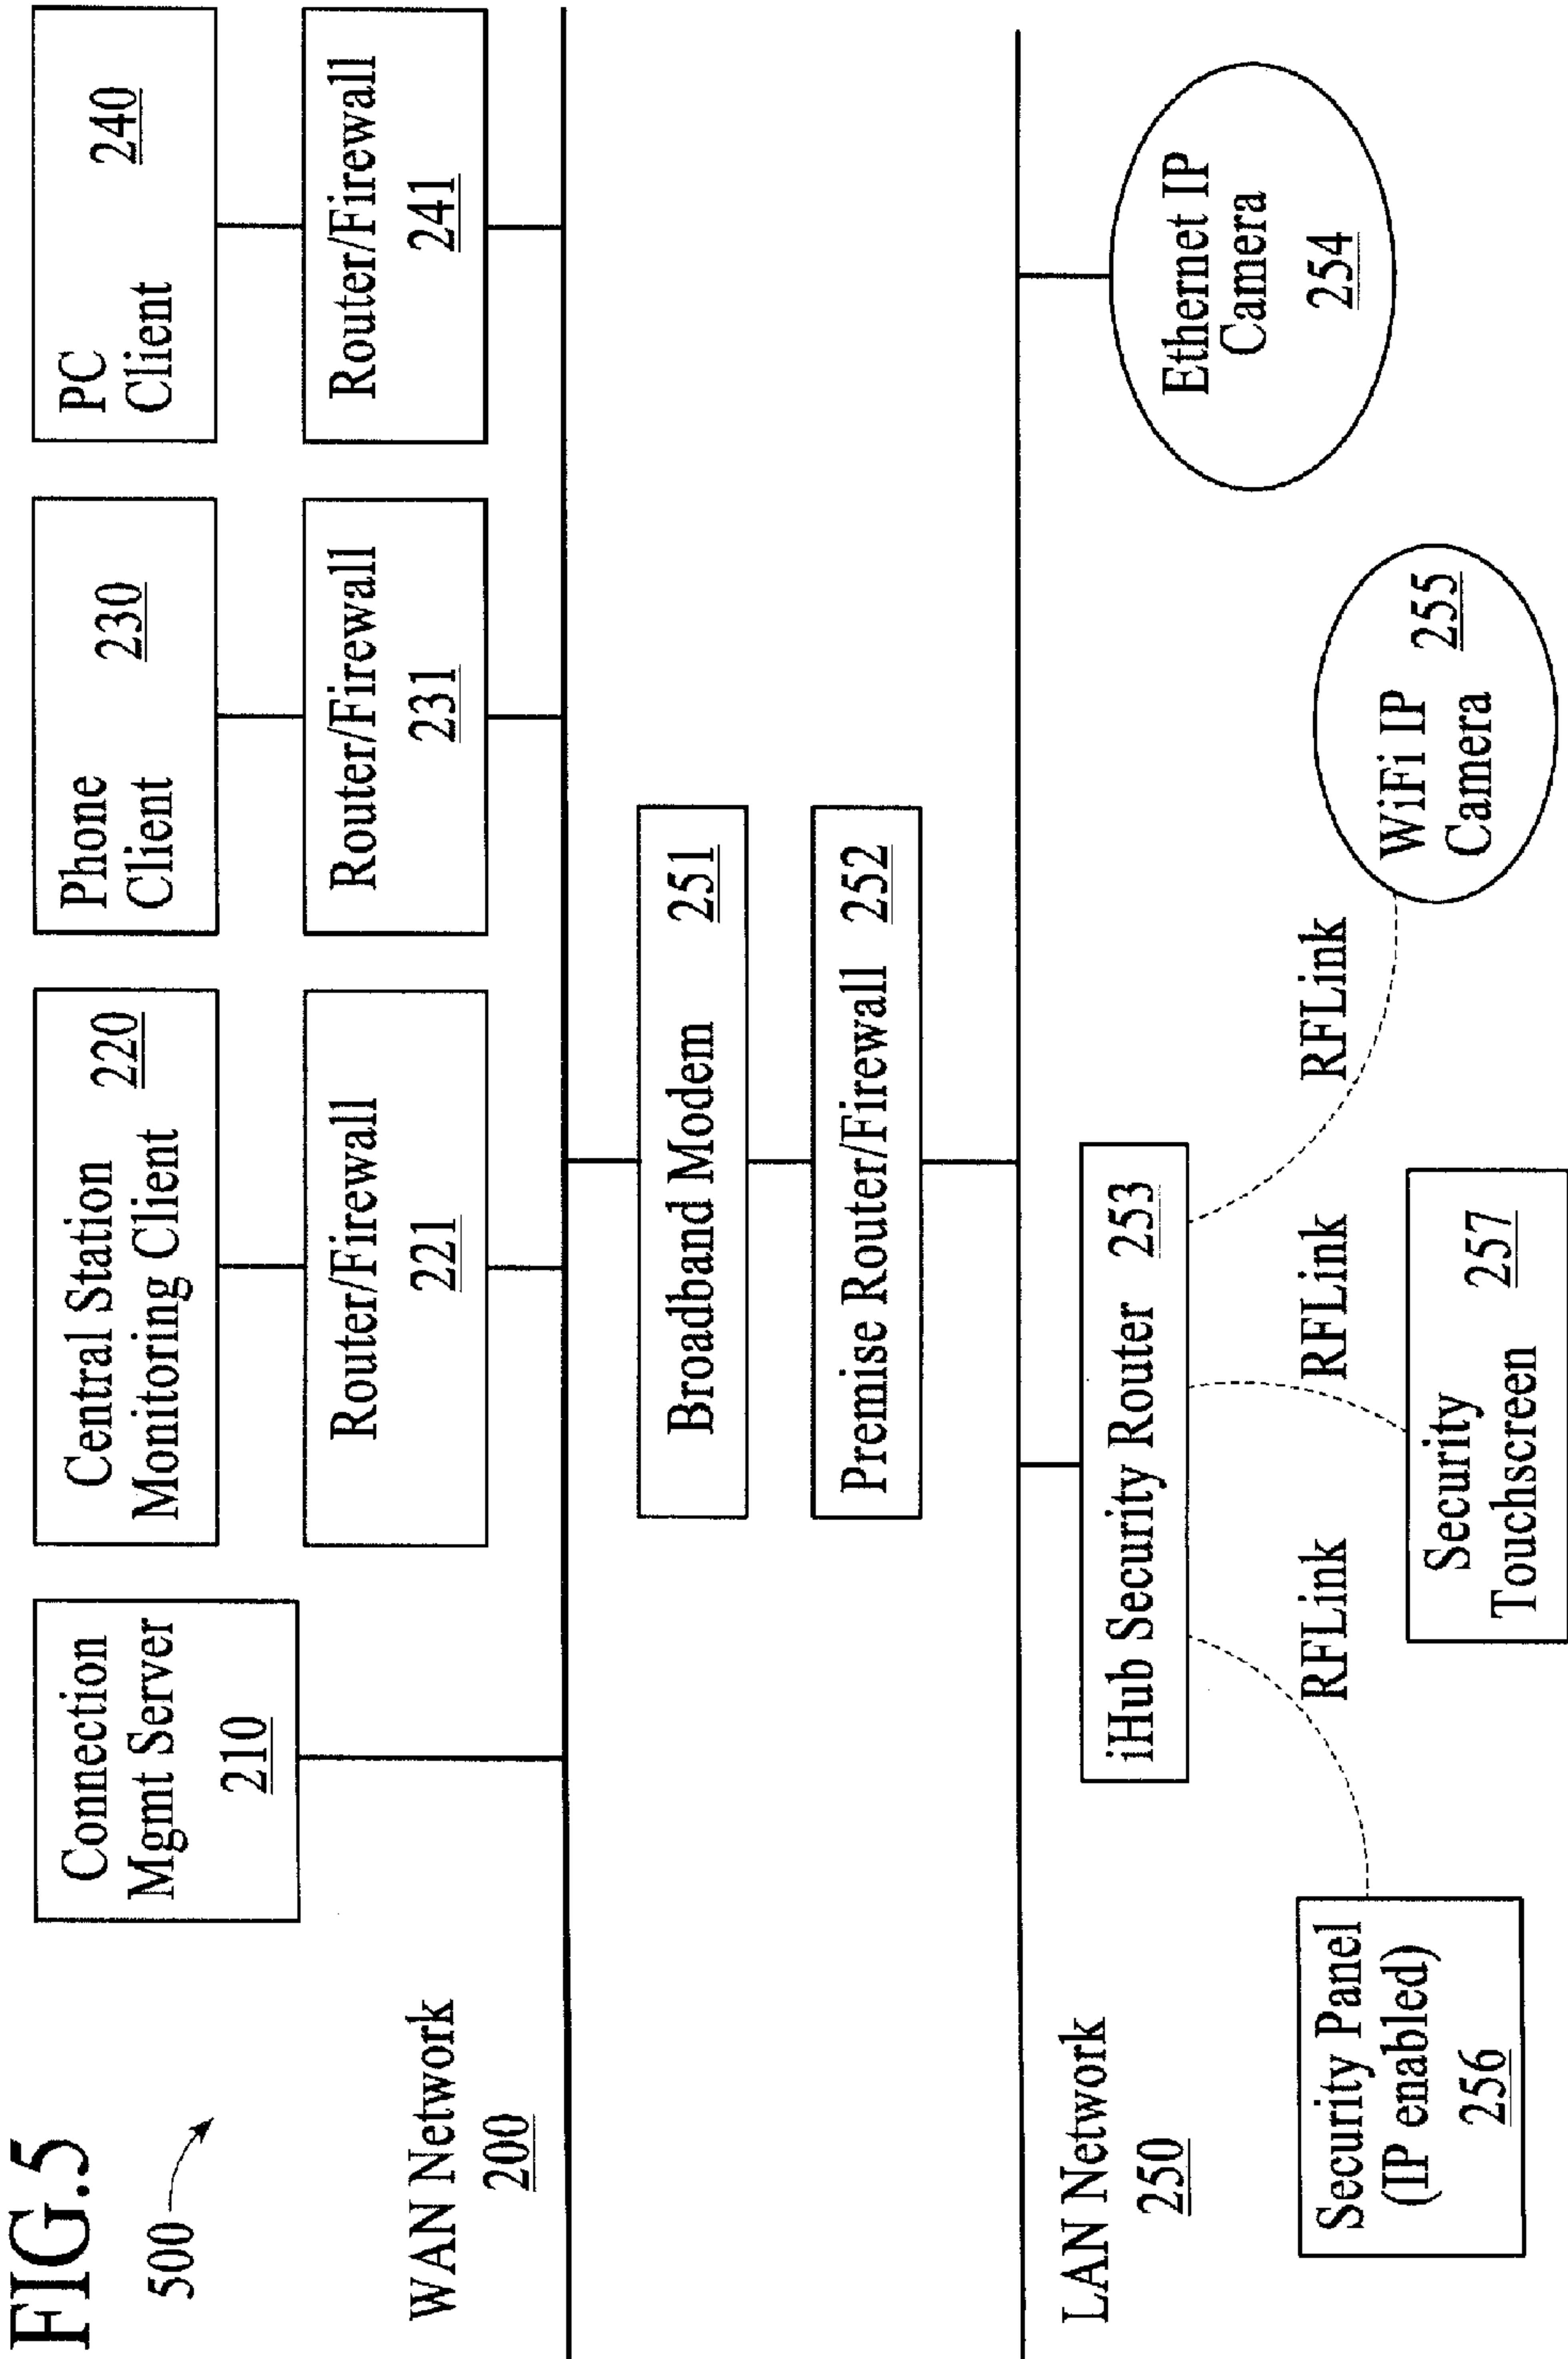 FIG.5
500
Connection
Mgmt Server
210
Central Station
Monitoring Client
220
Phone
Client
230
PC
Client
240
Router/Firewall
221
Router/Firewall
231
Router/Firewall
241
WAN Network
200
Broadband Modem 251
Premise Router/Firewall 252
LAN Network
250
iHub Security Router 253
Ethernet IP
Camera
254
RFLink
RFLink
RFLink
WiFi IP
Camera
255
Security Panel
(IP enabled)
256
Security
Touchscreen
257